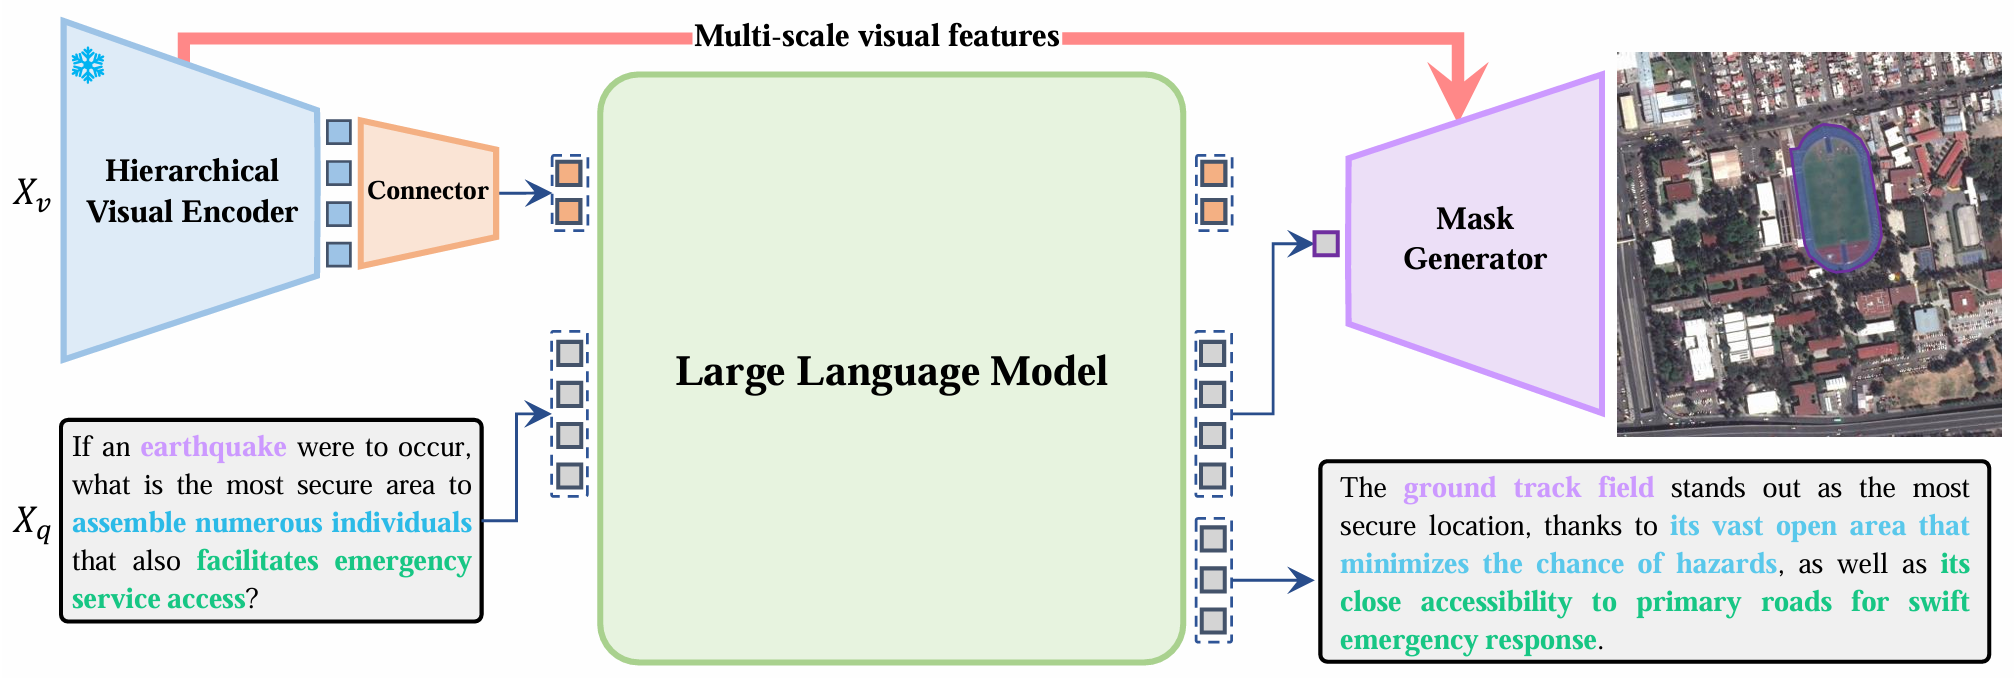 Multi-scale visual features
Hierarchical
Visual Encoder
Connector
X_v
Large Language Model
Mask
Generator
If an earthquake were to occur,
what is the most secure area to
assemble numerous individuals
that also facilitates emergency
service access?
X_q
The ground track field stands out as the most
secure location, thanks to its vast open area that
minimizes the chance of hazards, as well as its
close accessibility to primary roads for swift
emergency response.